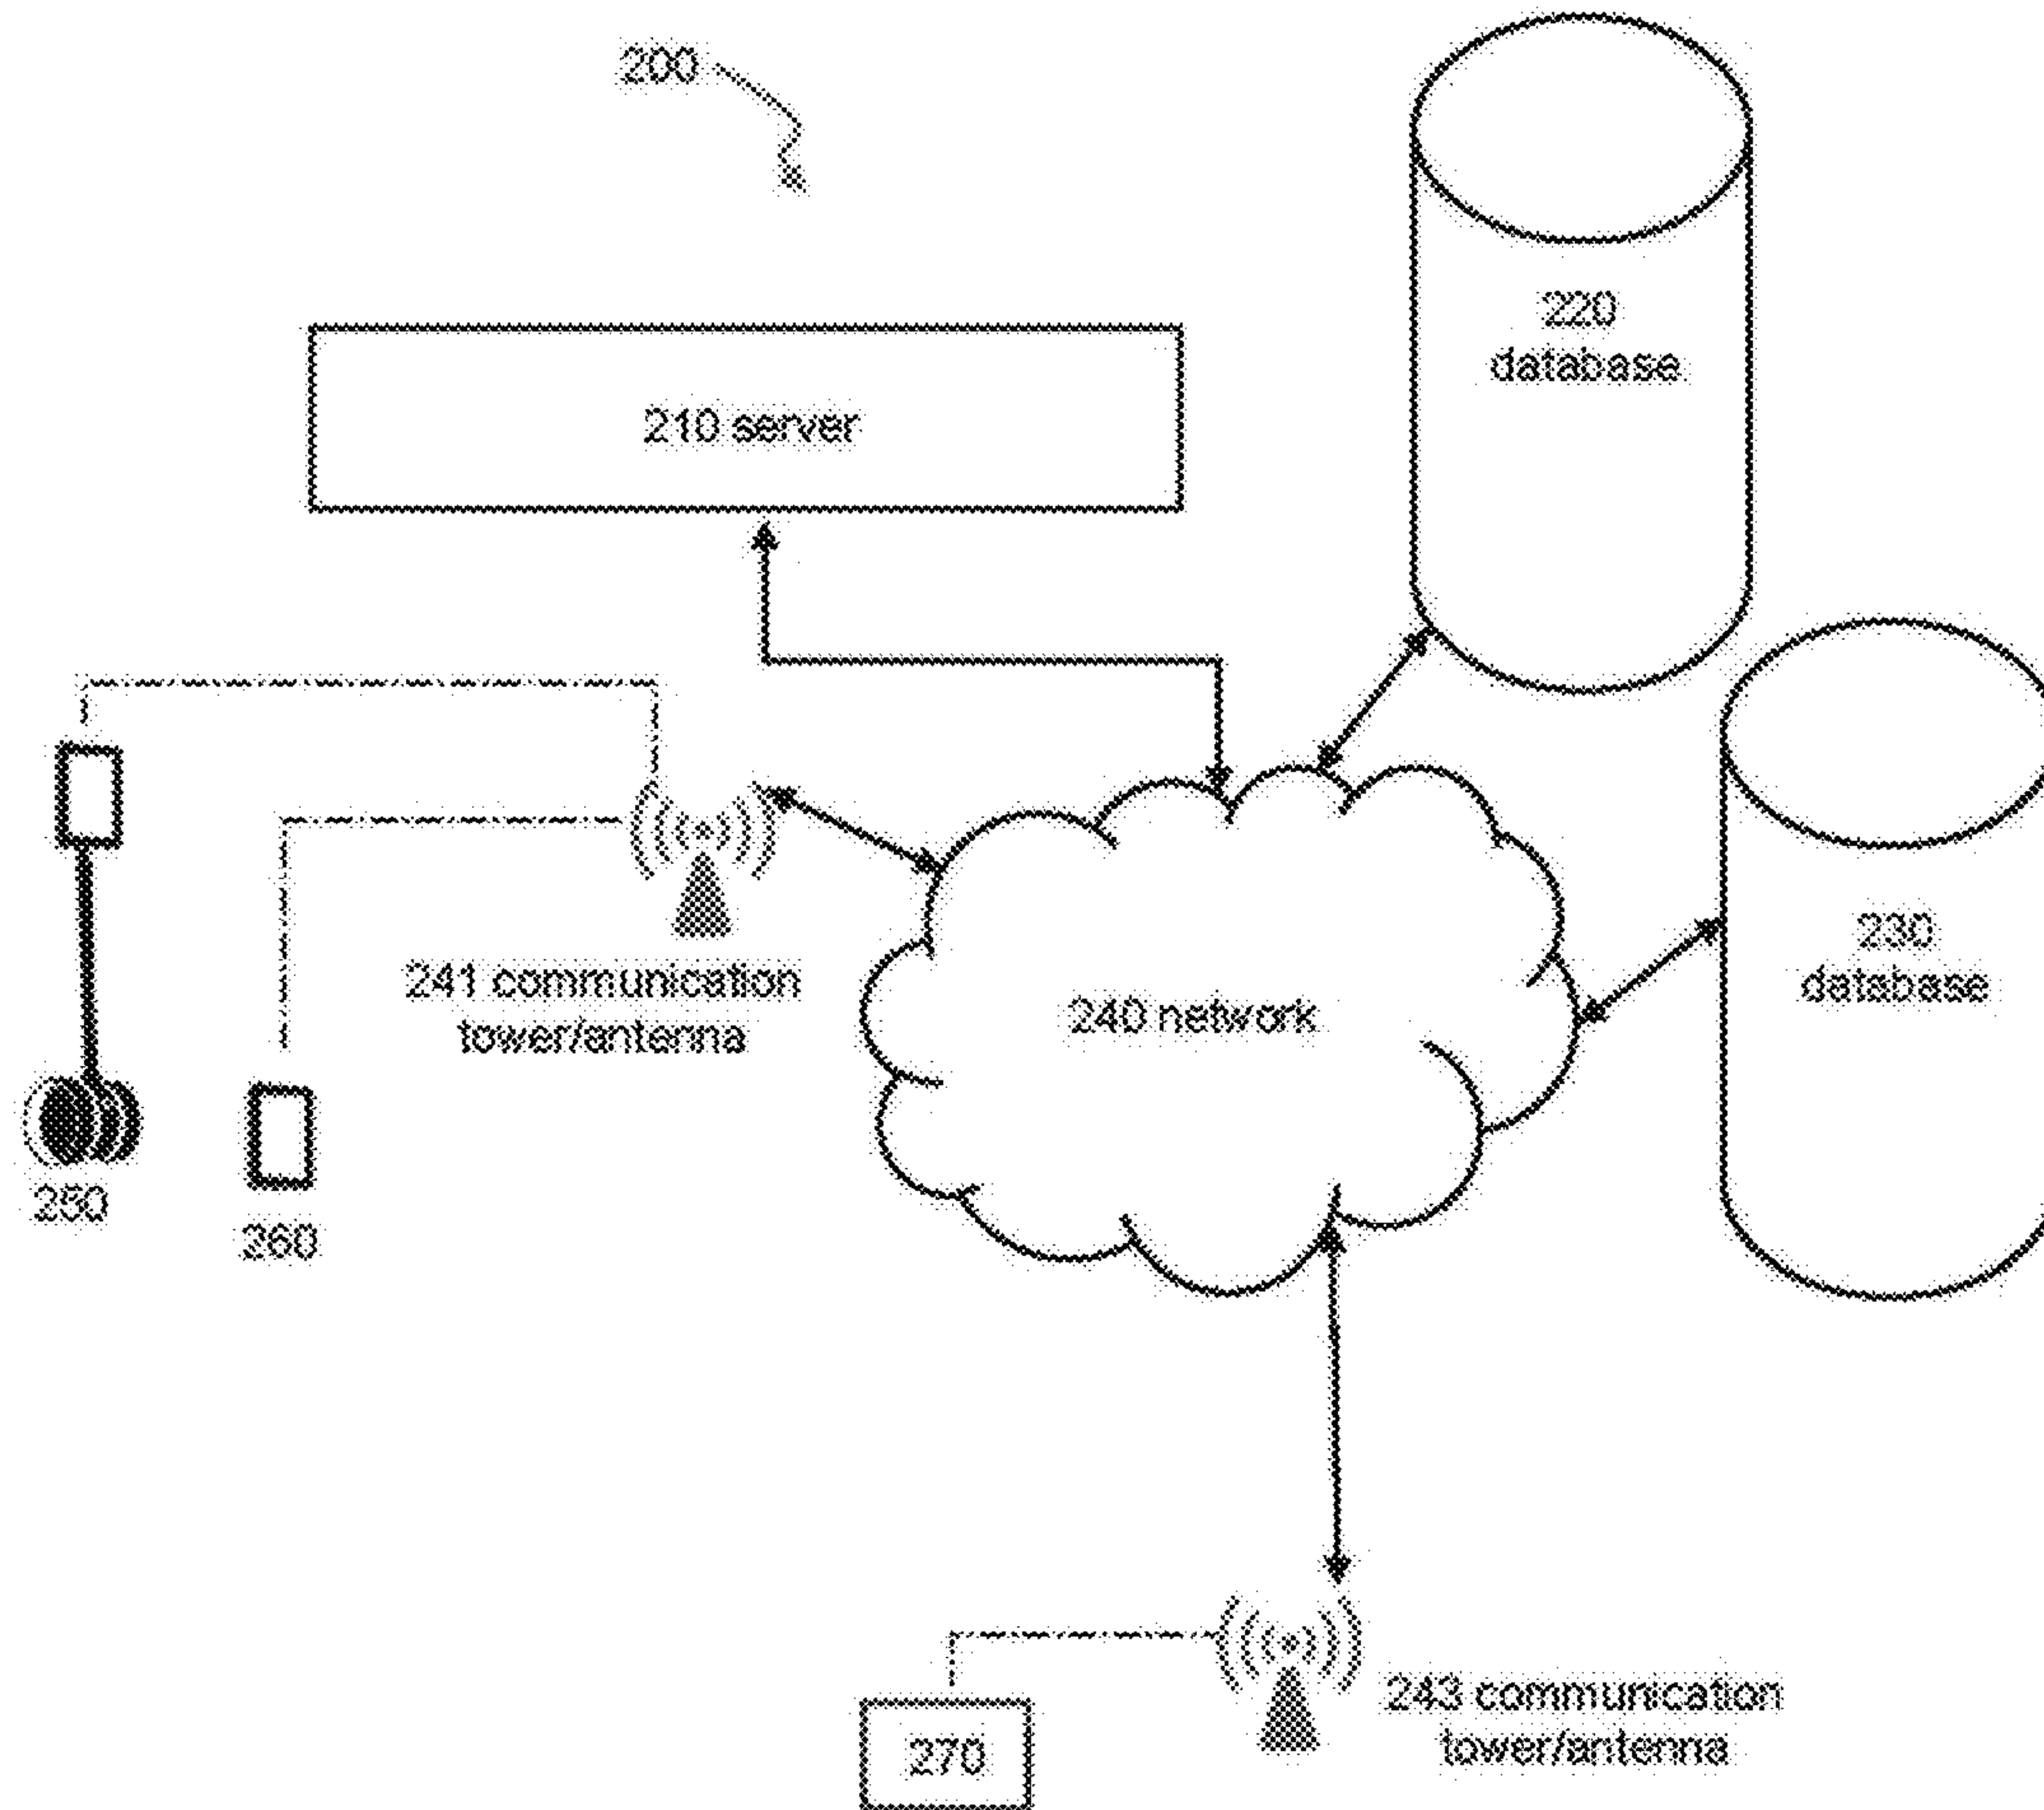 200
220
database
210 server
230
database
241 communication
tower/antenna
240 network
250
260
243 communication
tower/antenna
270